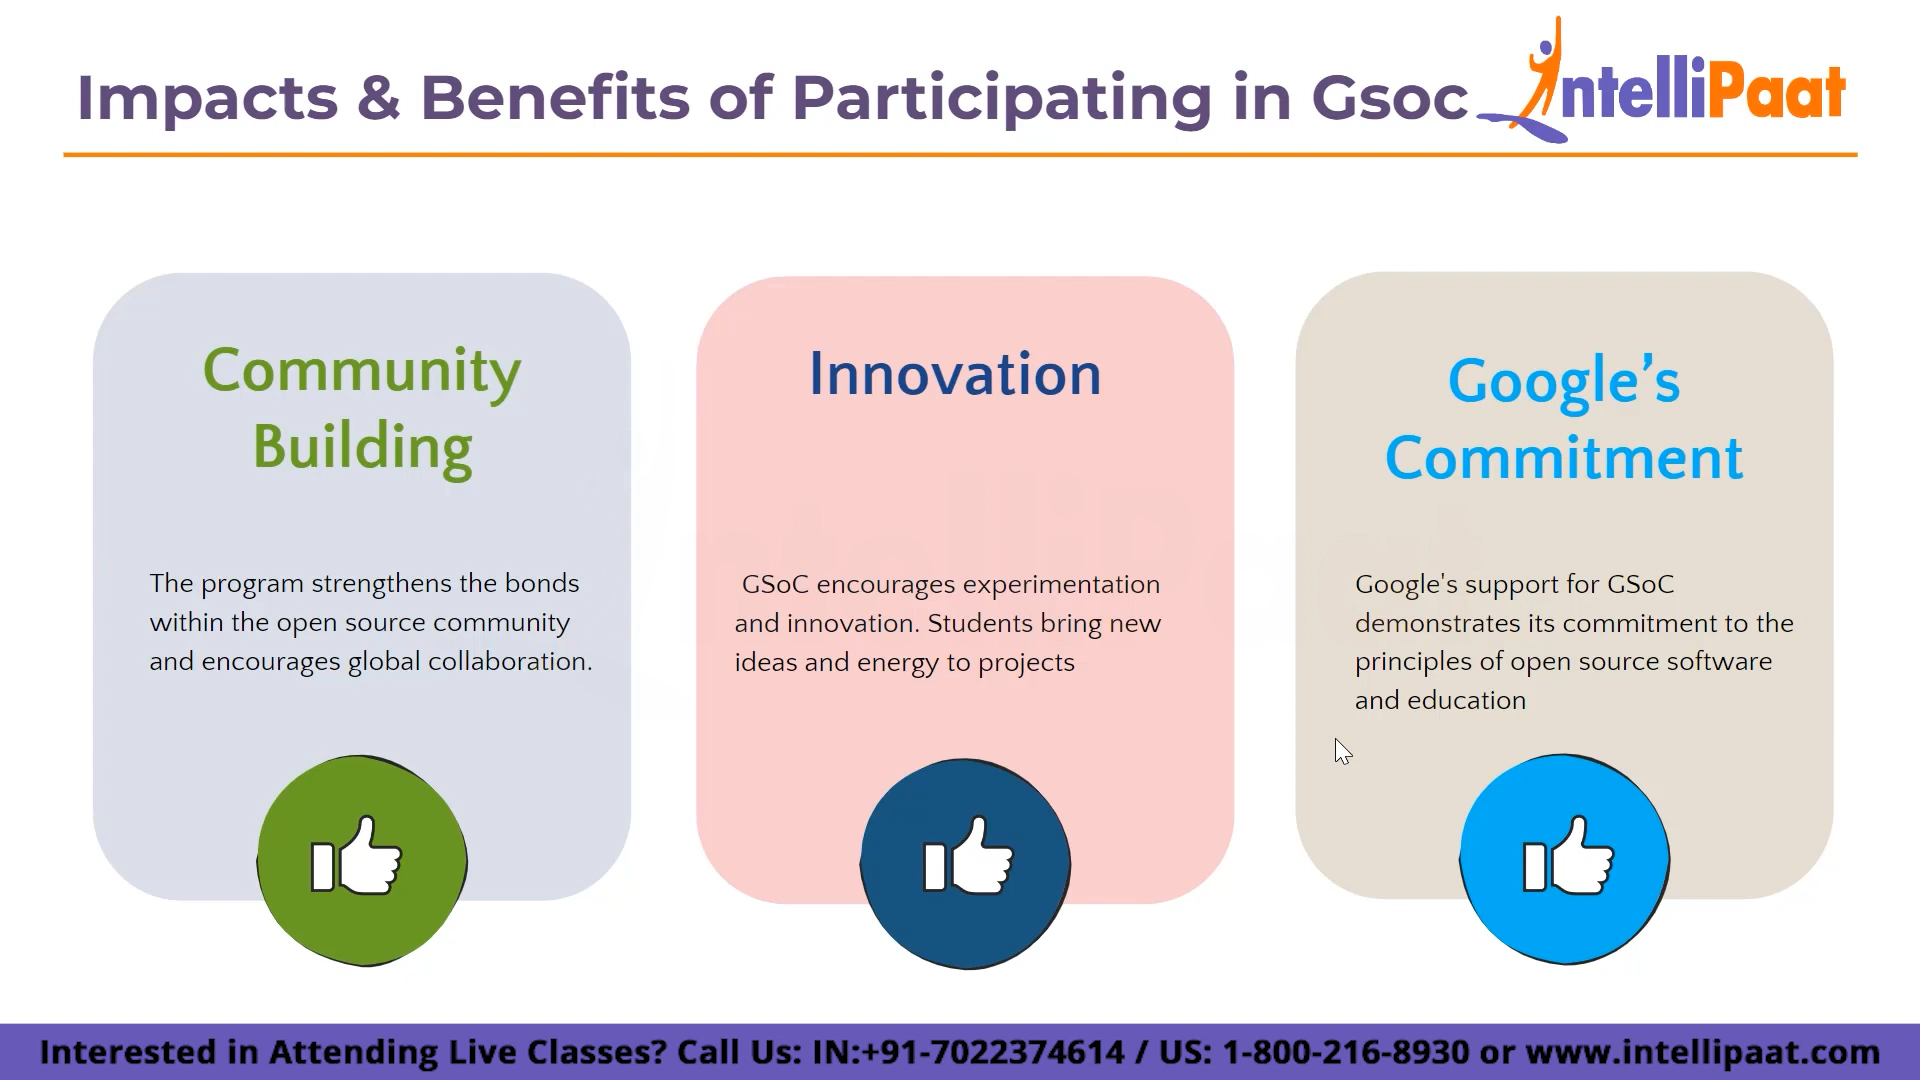 Impacts & Benefits of Participating in Gsoc
IntelliPaat
Community
Building
The program strengthens the bonds
within the open source community
and encourages global collaboration.
Innovation
GSoC encourages experimentation
and innovation. Students bring new
ideas and energy to projects
Google’s
Commitment
Google's support for GSoC
demonstrates its commitment to the
principles of open source software
and education
Interested in Attending Live Classes? Call Us: IN:+91-7022374614 / US: 1-800-216-8930 or www.intellipaat.com